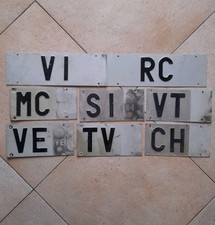 VI RC
MC SI VT
VE TV CH